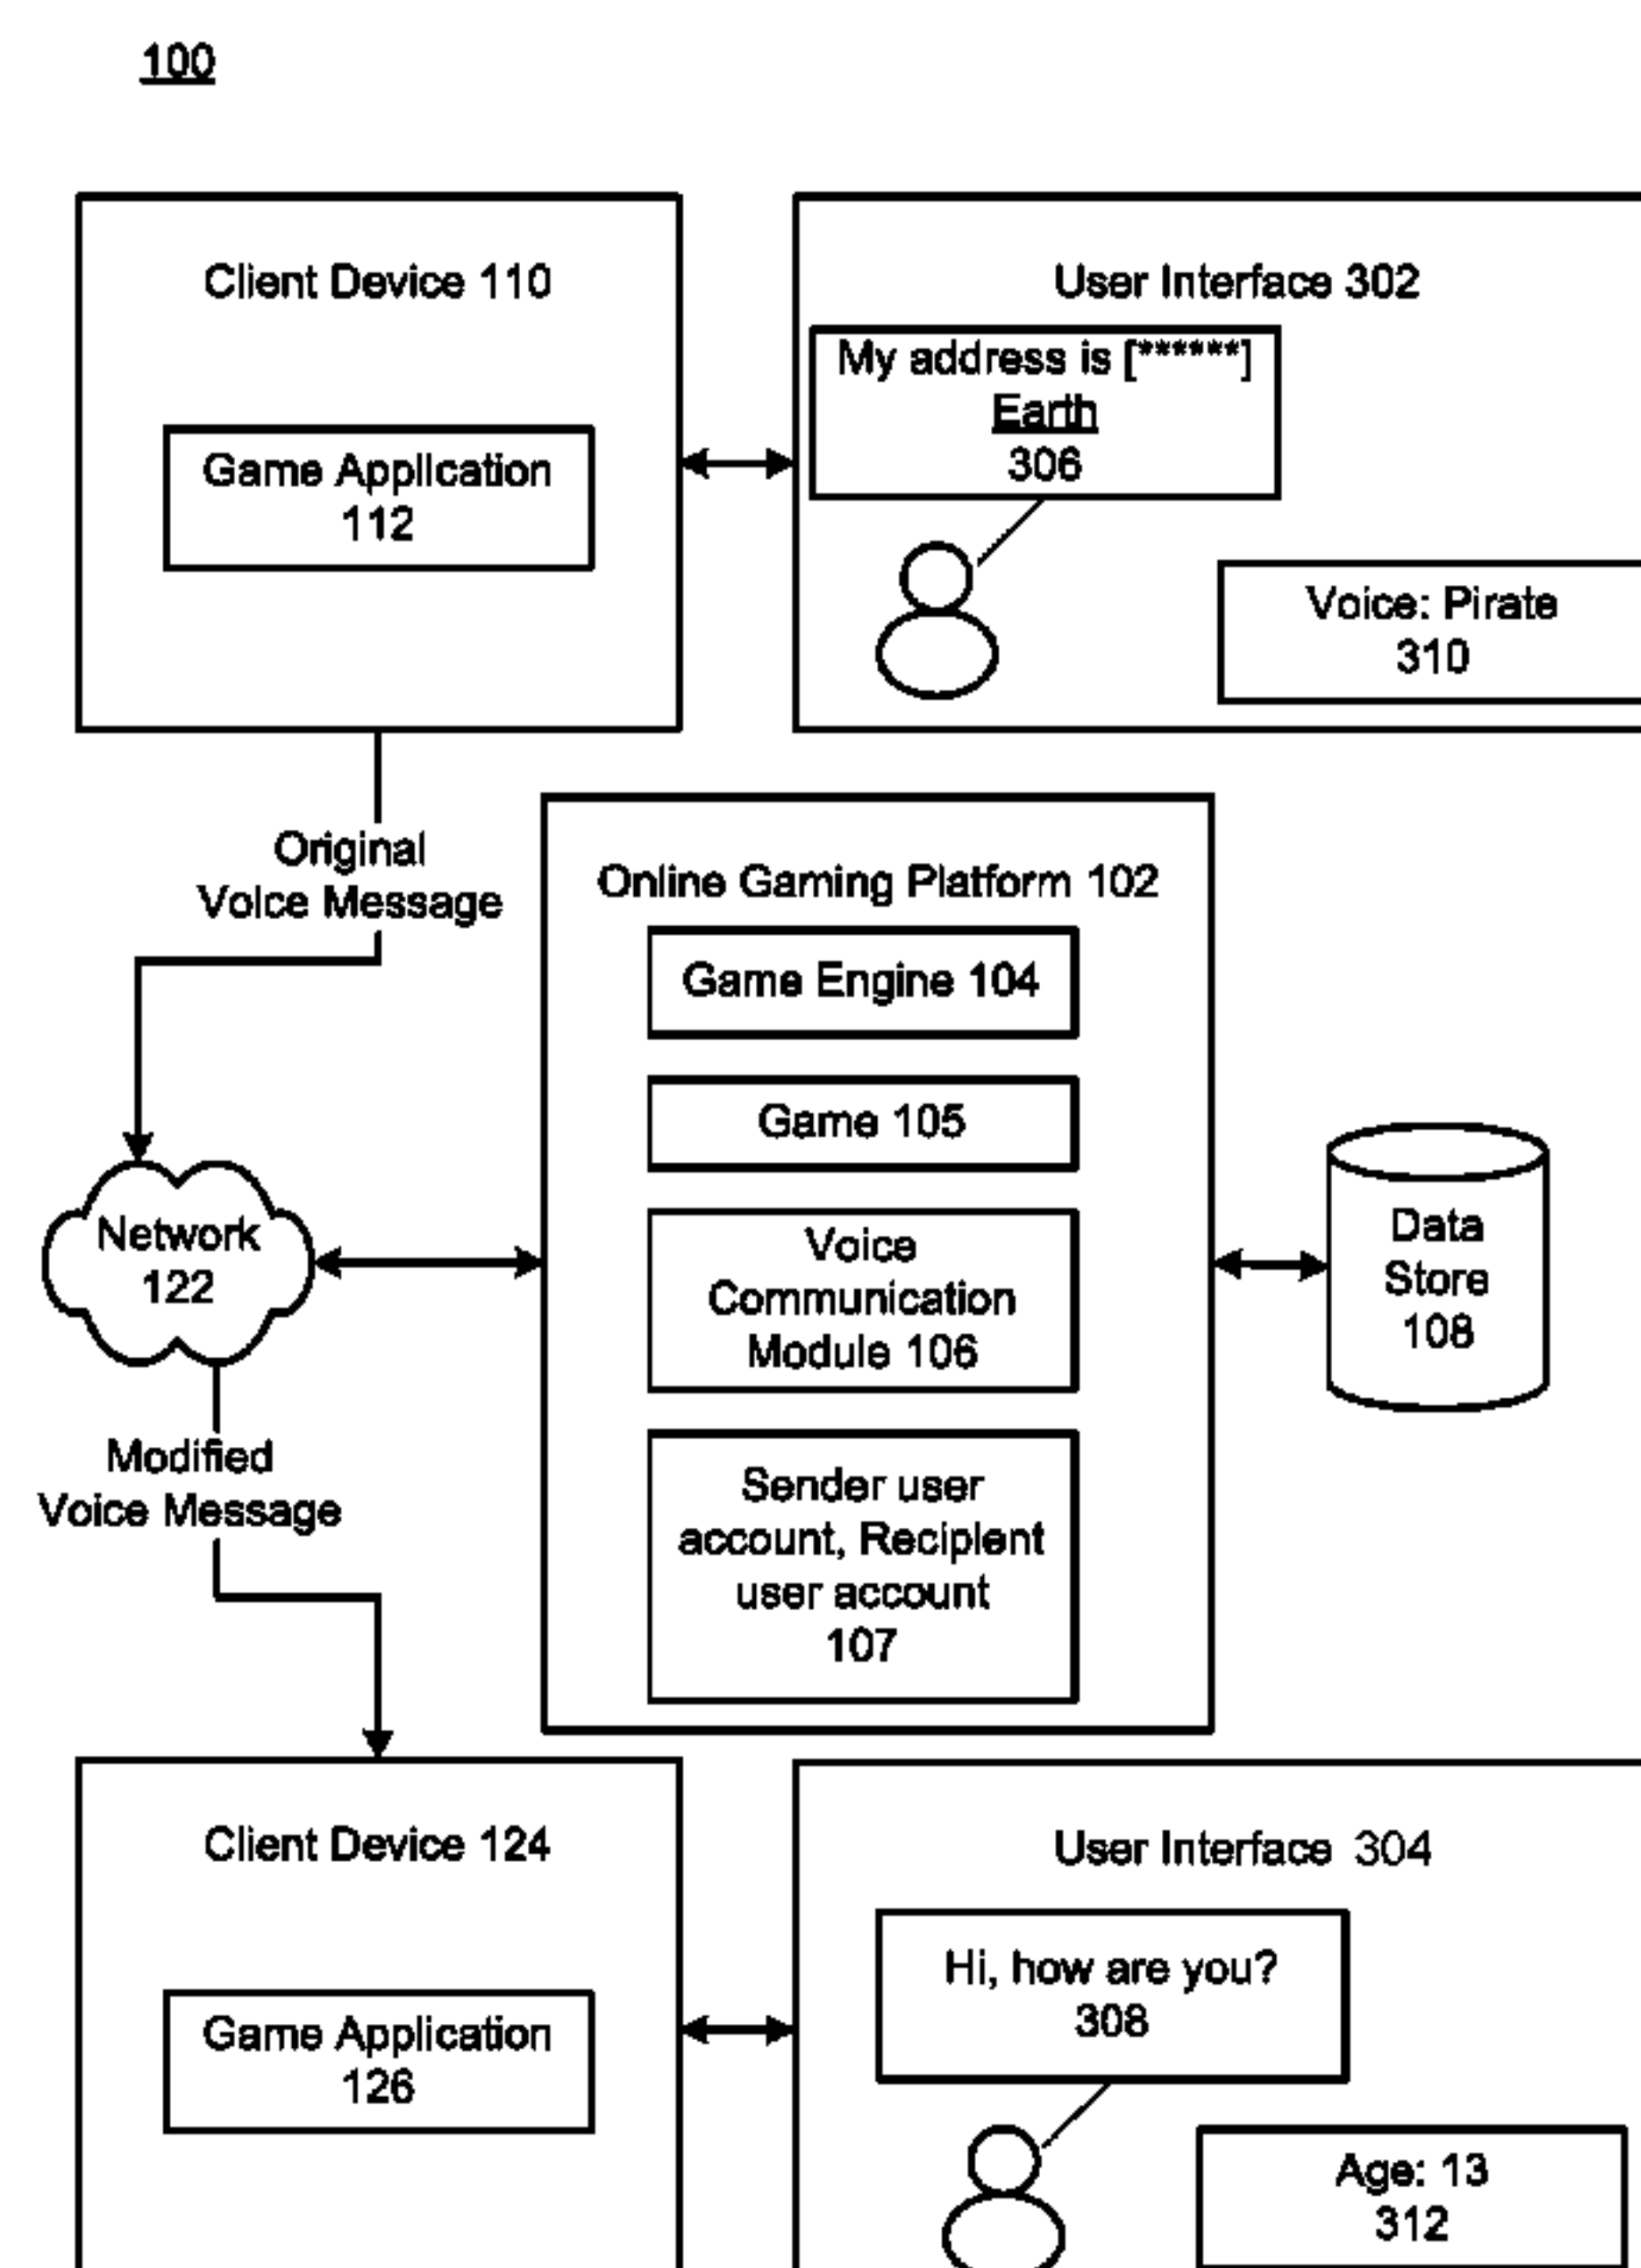 100
Client Device 110
Game Application
112
User Interface 302
My address is [******]
Earth
306
Voice: Pirate
310
Original
Voice Message
Online Gaming Platform 102
Game Engine 104
Game 105
Voice
Communication
Module 106
Sender user
account, Recipient
user account
107
Network
122
Data
Store
108
Modified
Voice Message
Client Device 124
Game Application
126
User Interface 304
Hi, how are you?
308
Age: 13
312